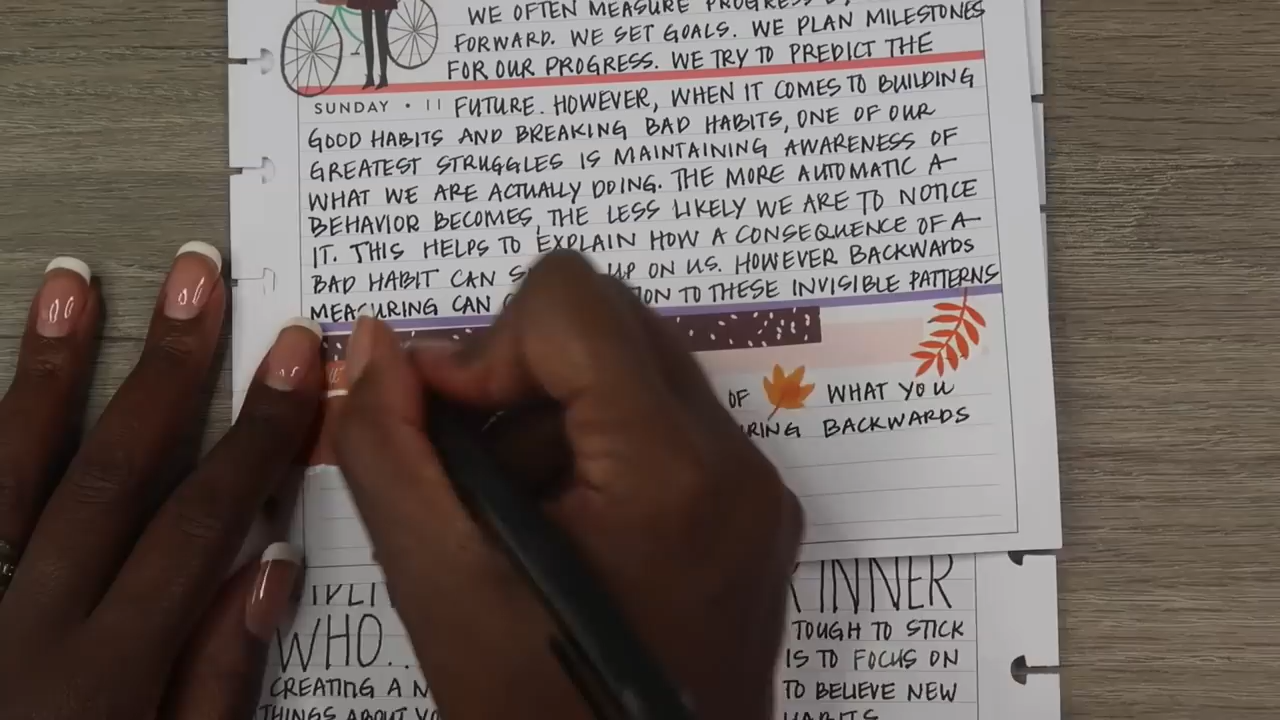 WE OFTEN MEASURE PROGRESS
FORWARD. WE SET GOALS. WE PLAN MILESTONES
FOR OUR PROGRESS. WE TRY TO PREDICT THE
SUNDAY • 11 FUTURE. HOWEVER, WHEN IT COMES TO BUILDING
GOOD HABITS AND BREAKING BAD HABITS, ONE OF OUR
GREATEST STRUGGLES IS MAINTAINING AWARENESS OF
WHAT WE ARE ACTUALLY DOING. THE MORE AUTOMATIC A
BEHAVIOR BECOMES, THE LESS LIKELY WE ARE TO NOTICE
IT. THIS HELPS TO EXPLAIN HOW A CONSEQUENCE OF A
BAD HABIT CAN UP ON US. HOWEVER BACKWARDS
MEASURING CAN TO THESE INVISIBLE PATTERNS
OF WHAT YOU
BACKWARDS
INNER
WHO... TOUGH TO STICK
IS TO FOCUS ON
CREATING A TO BELIEVE NEW
THINGS ABOUT HABITS